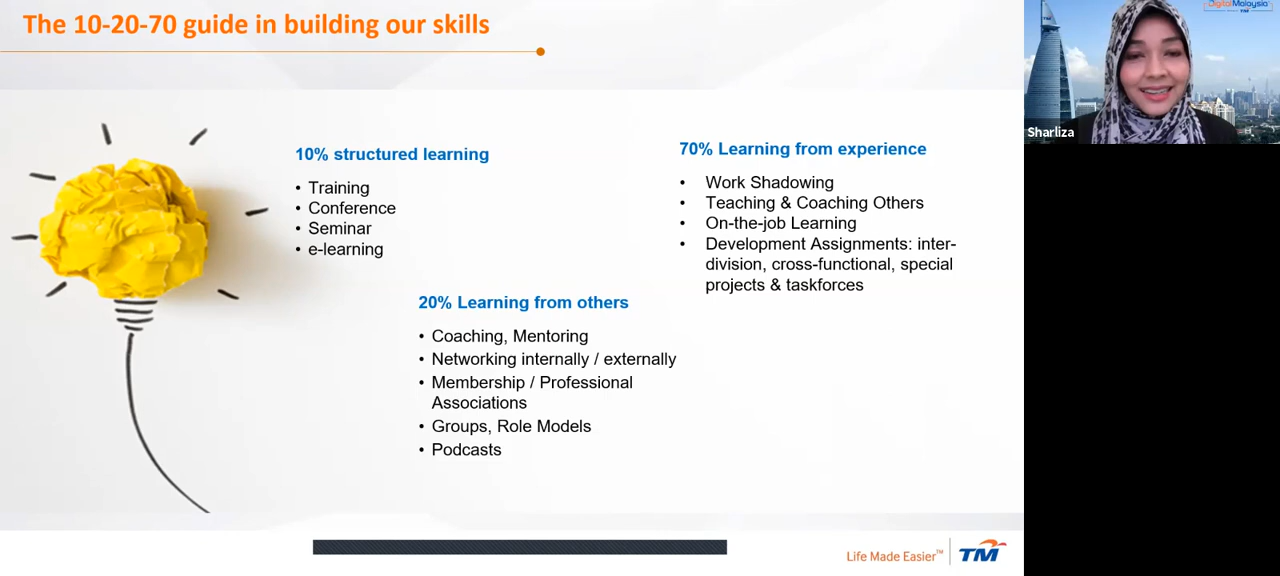 The 10-20-70 guide in building our skills
10% structured learning
• Training
• Conference
• Seminar
• e-learning
20% Learning from others
• Coaching, Mentoring
• Networking internally / externally
• Membership / Professional
Associations
• Groups, Role Models
• Podcasts
70% Learning from experience
• Work Shadowing
• Teaching & Coaching Others
• On-the-job Learning
• Development Assignments: inter-
division, cross-functional, special
projects & taskforces
Life Made Easier™
TM
DigitalMalaysia
TM
TM
Sharliza